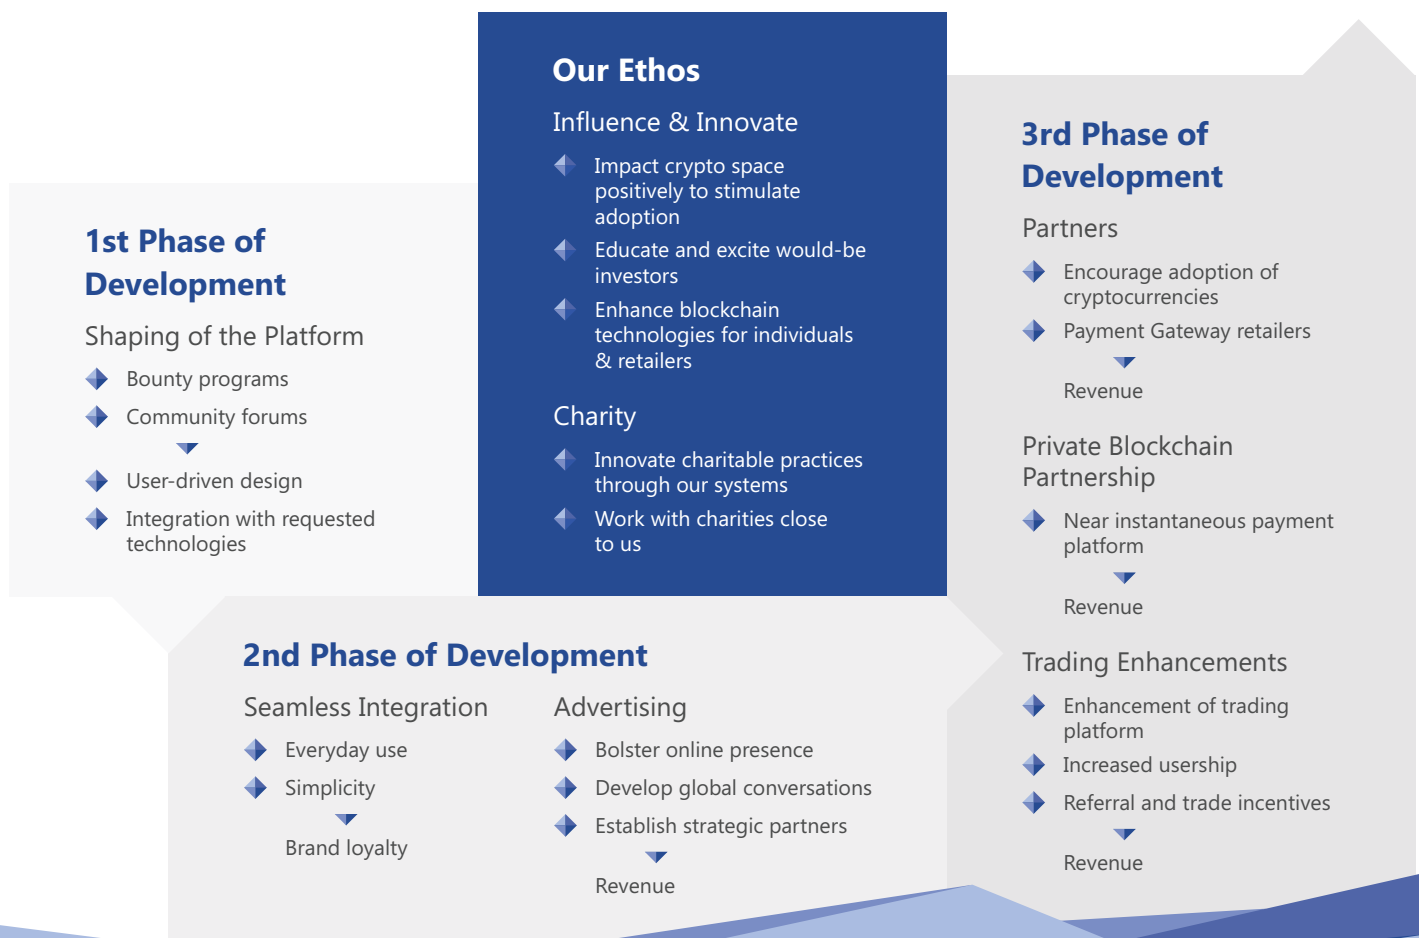 1st Phase of
Development
Shaping of the Platform
Bounty programs
Community forums
User-driven design
Integration with requested
technologies
Our Ethos
Influence & Innovate
Impact crypto space
positively to stimulate
adoption
Educate and excite would-be
investors
Enhance blockchain
technologies for individuals
& retailers
Charity
Innovate charitable practices
through our systems
Work with charities close
to us
2nd Phase of Development
Seamless Integration
Everyday use
Simplicity
Brand loyalty
Advertising
Bolster online presence
Develop global conversations
Establish strategic partners
Revenue
3rd Phase of
Development
Partners
Encourage adoption of
cryptocurrencies
Payment Gateway retailers
Revenue
Private Blockchain
Partnership
Near instantaneous payment
platform
Revenue
Trading Enhancements
Enhancement of trading
platform
Increased usership
Referral and trade incentives
Revenue